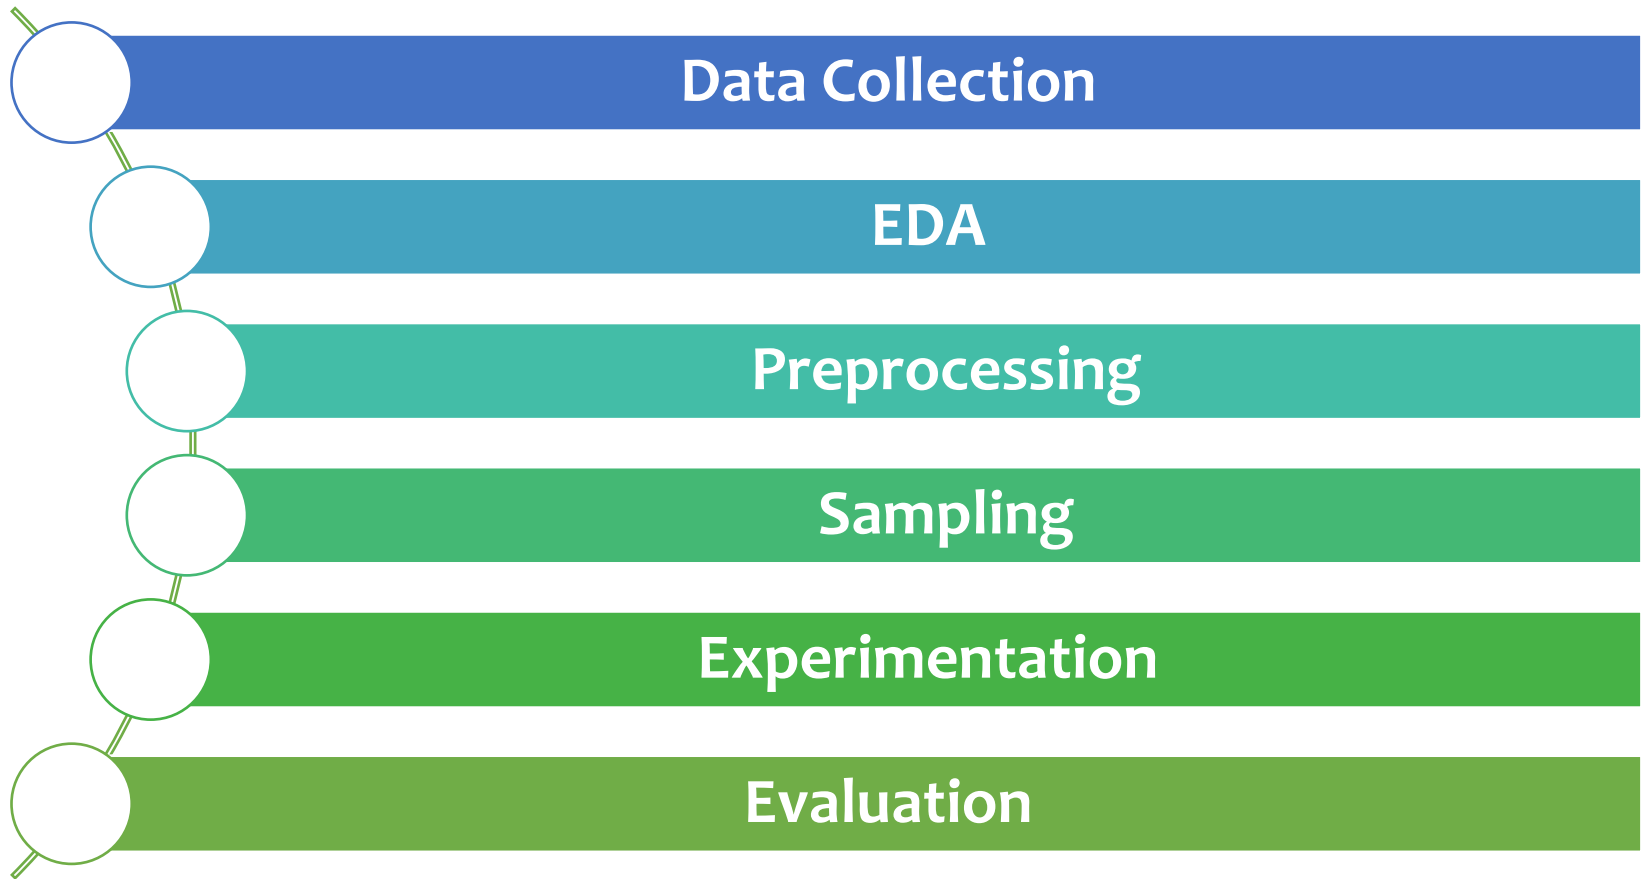 Data Collection
EDA
Preprocessing
Sampling
Experimentation
Evaluation